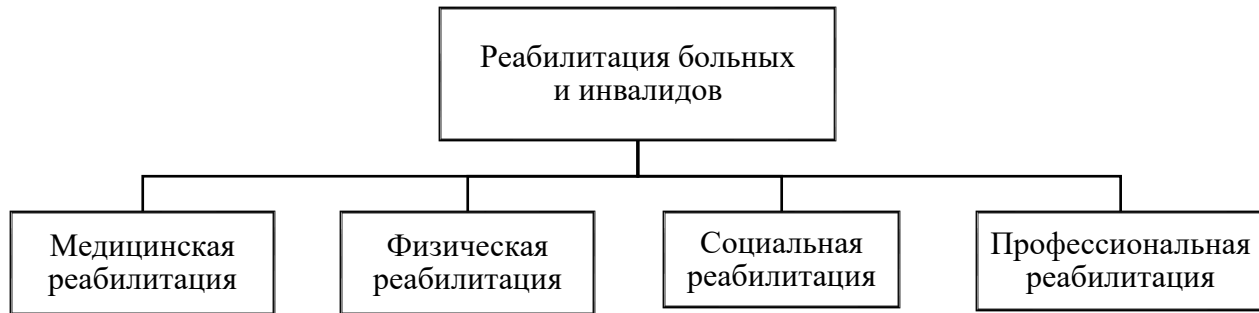 Реабилитация больных
и инвалидов
Медицинская
реабилитация
Физическая
реабилитация
Социальная
реабилитация
Профессиональная
реабилитация